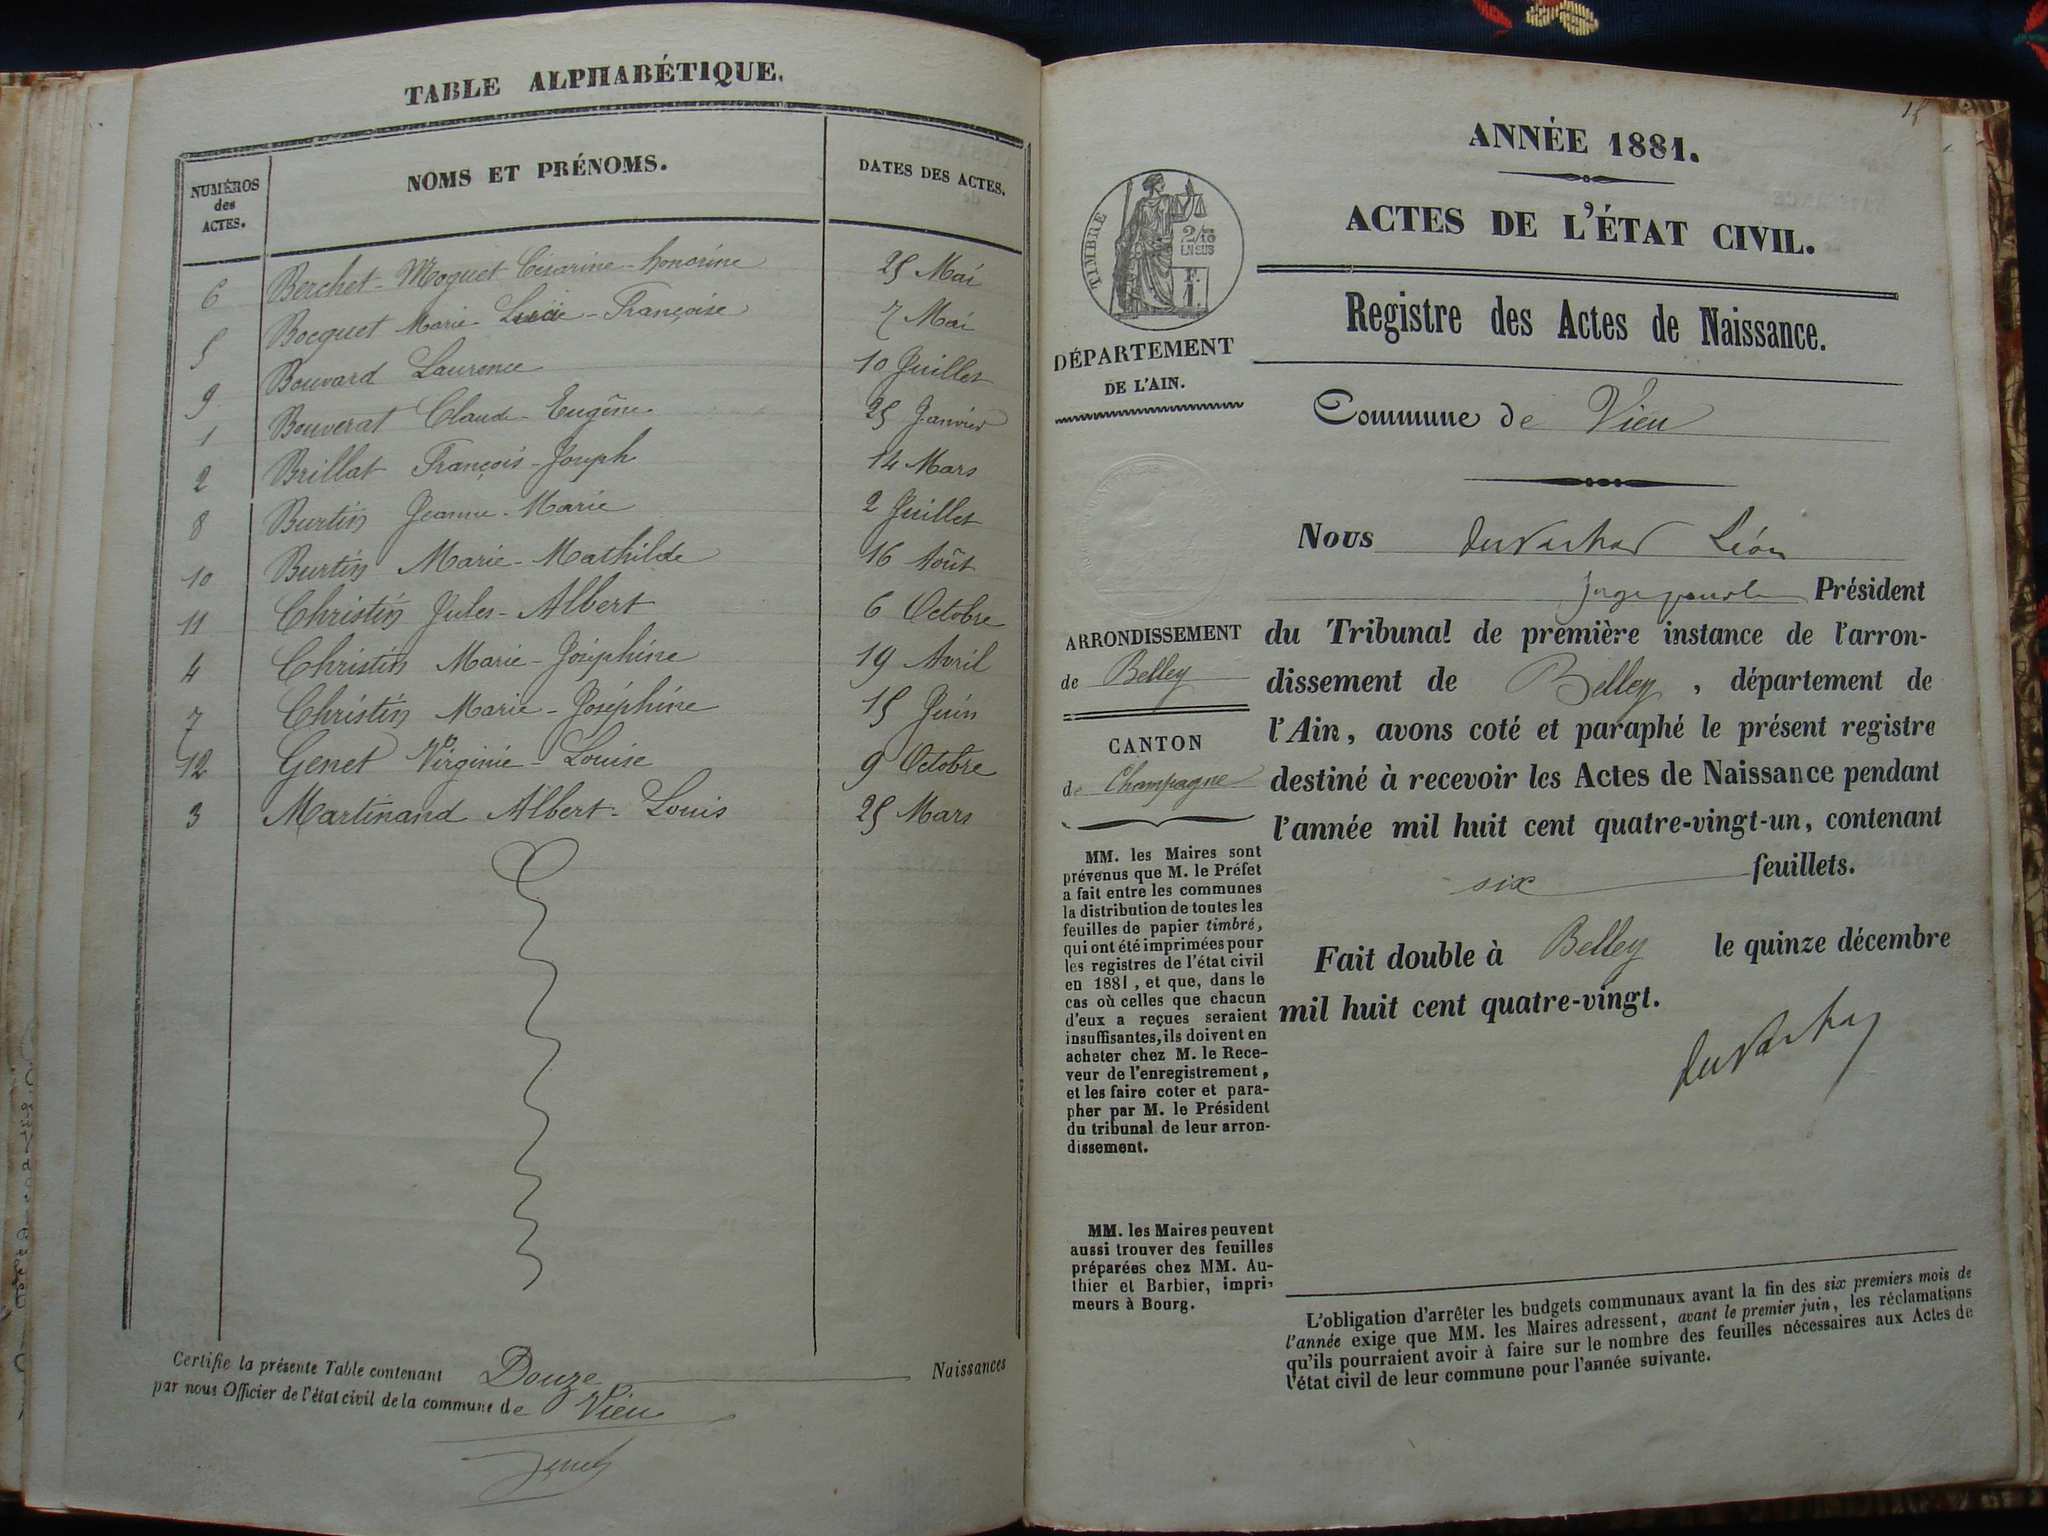 TABLE ALPHABÉTIQUE.
NUMÉROS des ACTES. NOMS ET PRÉNOMS. DATES DES ACTES.
6 Berchet-Moguet Césarine-honorine 25 Mai
5 Bocquet Marie-Lucie-Françoise 7 Mai
9 Bouvard Laurence 10 Juillet
1 Bouverat Claude-Eugène 25 Janvier
2 Brillat François-Joseph 14 Mars
8 Burtin Jeanne-Marie 2 Juillet
10 Burtin Marie-Mathilde 16 Août
11 Christin Jules-Albert 6 Octobre
4 Christin Marie-Joséphine 19 Avril
7 Christin Marie-Joséphine 15 Juin
12 Genet Virginie-Louise 9 Octobre
3 Martinand Albert-Louis 25 Mars
Certifie la présente Table contenant Douze Naissances
par nous Officier de l'état civil de la commune de Vieu
Genet
15
ANNÉE 1881.
ACTES DE L'ÉTAT CIVIL.
Registre des Actes de Naissance.
TIMBRE
2/10
EN SUS
DÉPARTEMENT
DE L'AIN.
Commune de Vieu
Nous Léon
Président
du Tribunal de première instance de l'arron-
dissement de Belley, département de
l'Ain, avons coté et paraphé le présent registre
destiné à recevoir les Actes de Naissance pendant
l'année mil huit cent quatre-vingt-un, contenant
six feuillets.
Fait double à Belley le quinze décembre
mil huit cent quatre-vingt.
ARRONDISSEMENT
de Belley
CANTON
de Champagne
MM. les Maires sont
prévenus que M. le Préfet
a fait entre les communes
la distribution de toutes les
feuilles de papier timbré,
qui ont été imprimées pour
les registres de l'état civil
en 1881, et que, dans le
cas où celles que chacun
d'eux a reçues seraient
insuffisantes, ils doivent en
acheter chez M. le Rece-
veur de l'enregistrement,
et les faire coter et para-
pher par M. le Président
du tribunal de leur arron-
dissement.
MM. les Maires peuvent
aussi trouver des feuilles
préparées chez MM. Au-
thier et Barbier, impri-
meurs à Bourg.
L'obligation d'arrêter les budgets communaux avant la fin des six premiers mois de
l'année exige que MM. les Maires adressent, avant le premier juin, les réclamations
qu'ils pourraient avoir à faire sur le nombre des feuilles nécessaires aux Actes de
l'état civil de leur commune pour l'année suivante.